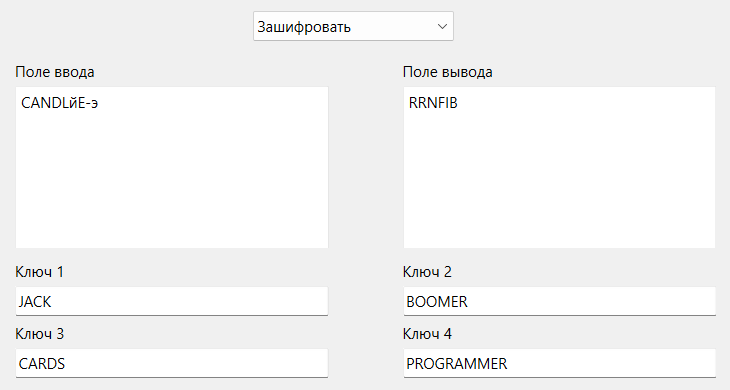 Зашифровать
Поле ввода
Поле вывода
CANDLйE-э
RRNFIB
Ключ 1
Ключ 2
JACK
BOOMER
Ключ 3
Ключ 4
CARDS
PROGRAMMER